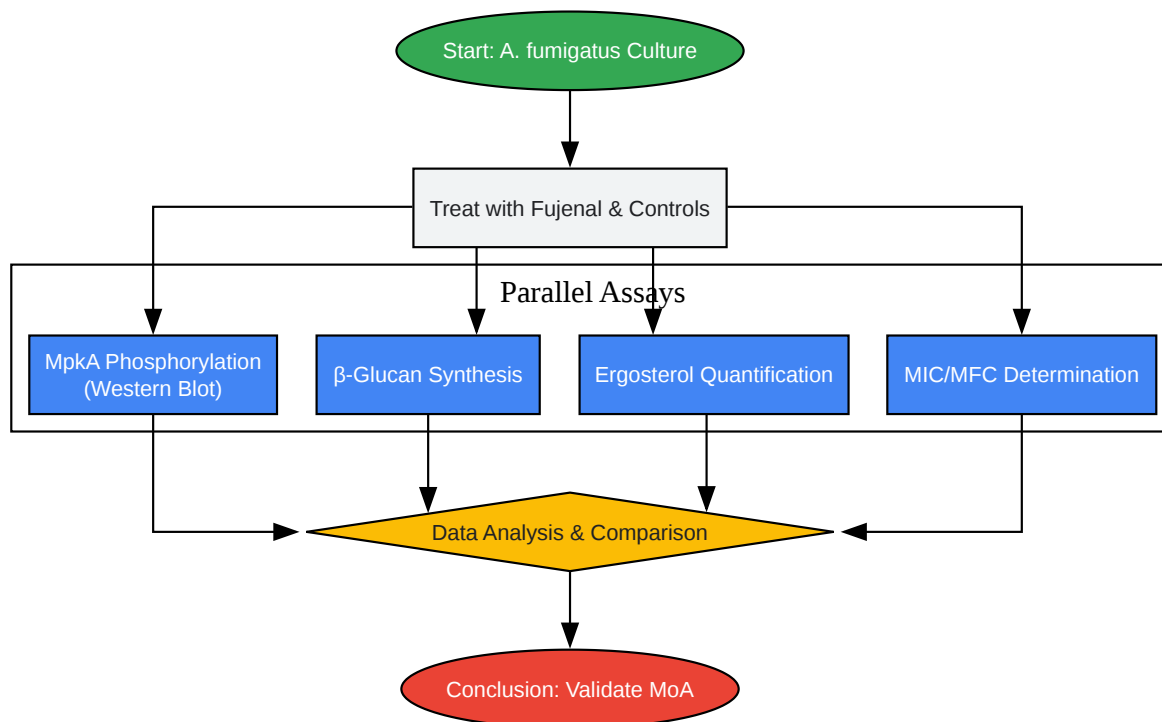 Start: A. fumigatus Culture
Treat with Fujenal & Controls
Parallel Assays
MpkA Phosphorylation
(Western Blot)
β-Glucan Synthesis
Ergosterol Quantification
MIC/MFC Determination
Data Analysis & Comparison
Conclusion: Validate MoA